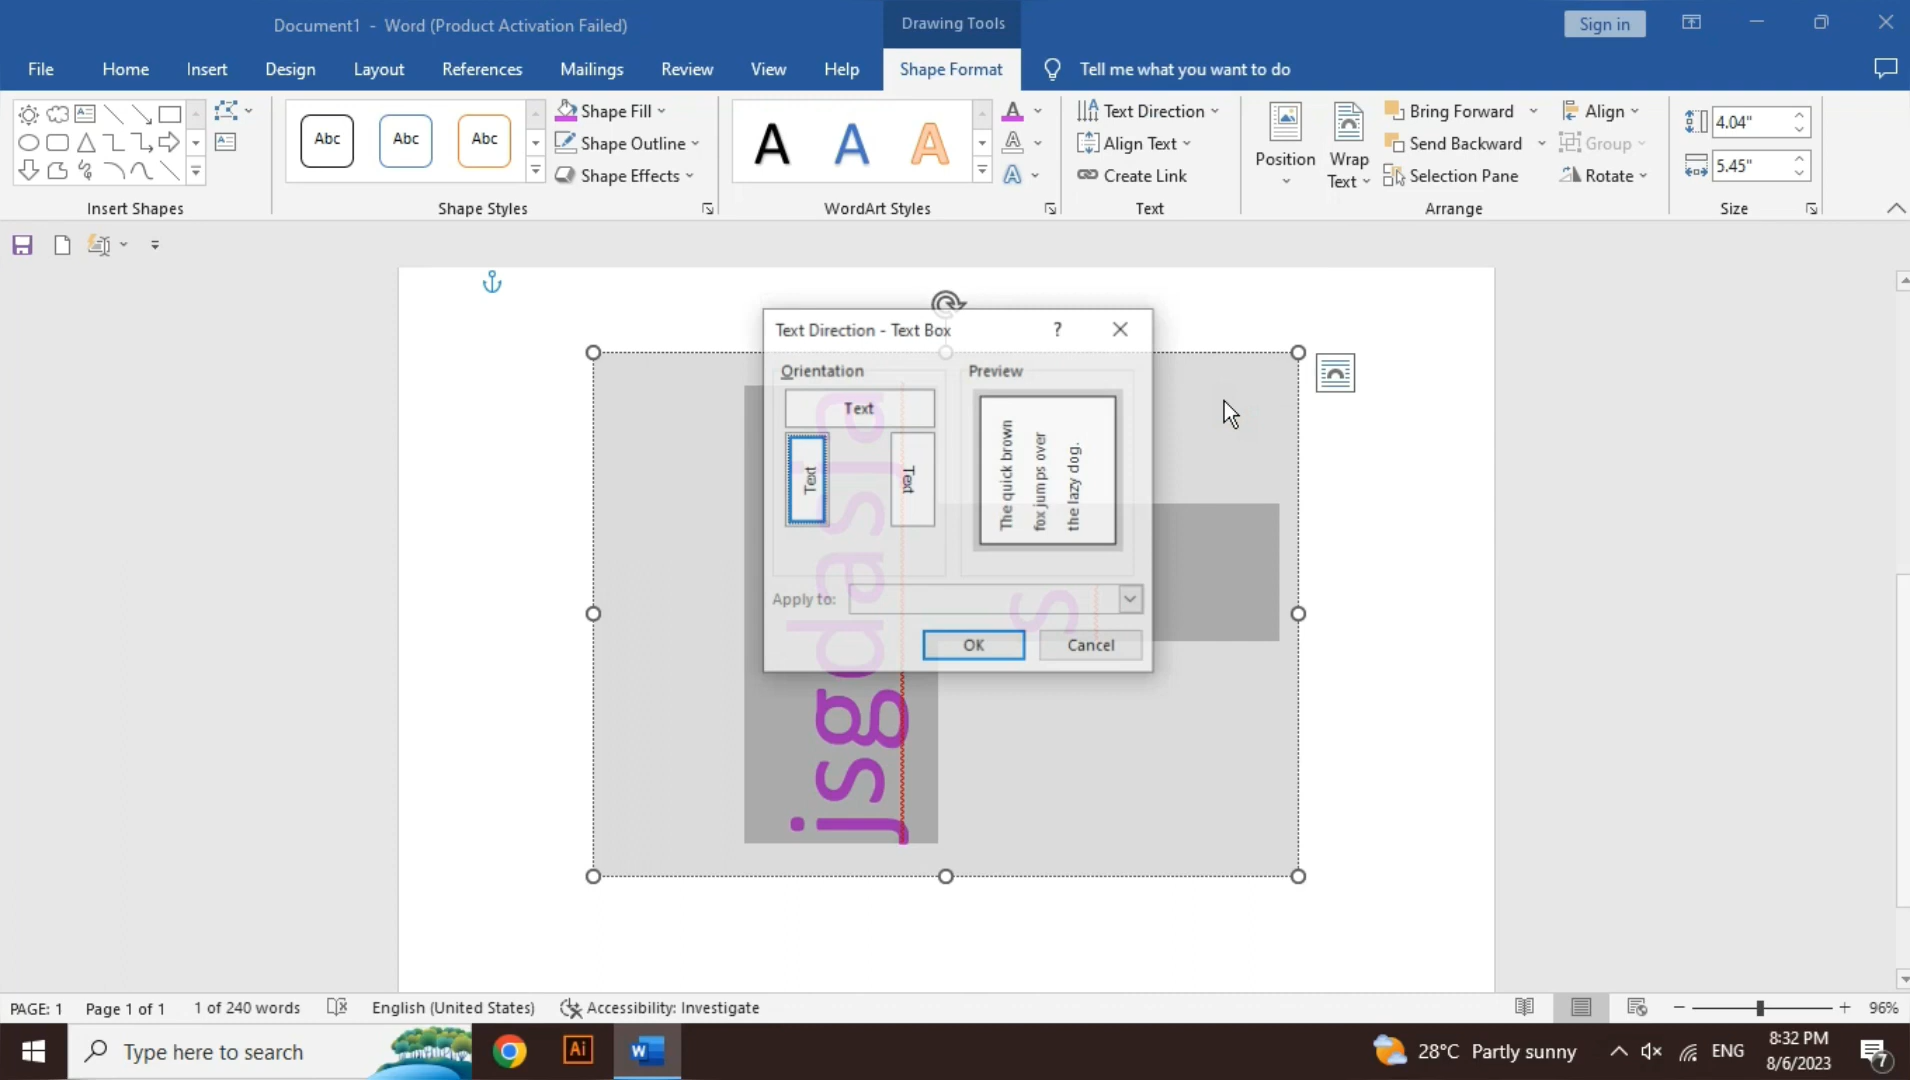 Document1 - Word (Product Activation Failed)
Drawing Tools
Sign in
File Home Insert Design Layout References Mailings Review View Help Shape Format Tell me what you want to do
Abc Abc Abc
Shape Fill
Shape Outline
Shape Effects
A A A
Text Direction
Align Text
Create Link
Position
Wrap Text
Bring Forward
Send Backward
Selection Pane
Align
Group
Rotate
4.04"
5.45"
Insert Shapes Shape Styles WordArt Styles Text Arrange Size
Text Direction - Text Box ?
Orientation
Text
Text
Text
Preview
The quick brown
fox jumps over
the lazy dog.
Apply to:
OK Cancel
jsgdasja
s
PAGE: 1 Page 1 of 1 1 of 240 words English (United States) Accessibility: Investigate 96%
Type here to search
Ai
W
28°C Partly sunny
ENG
8:32 PM
8/6/2023
7